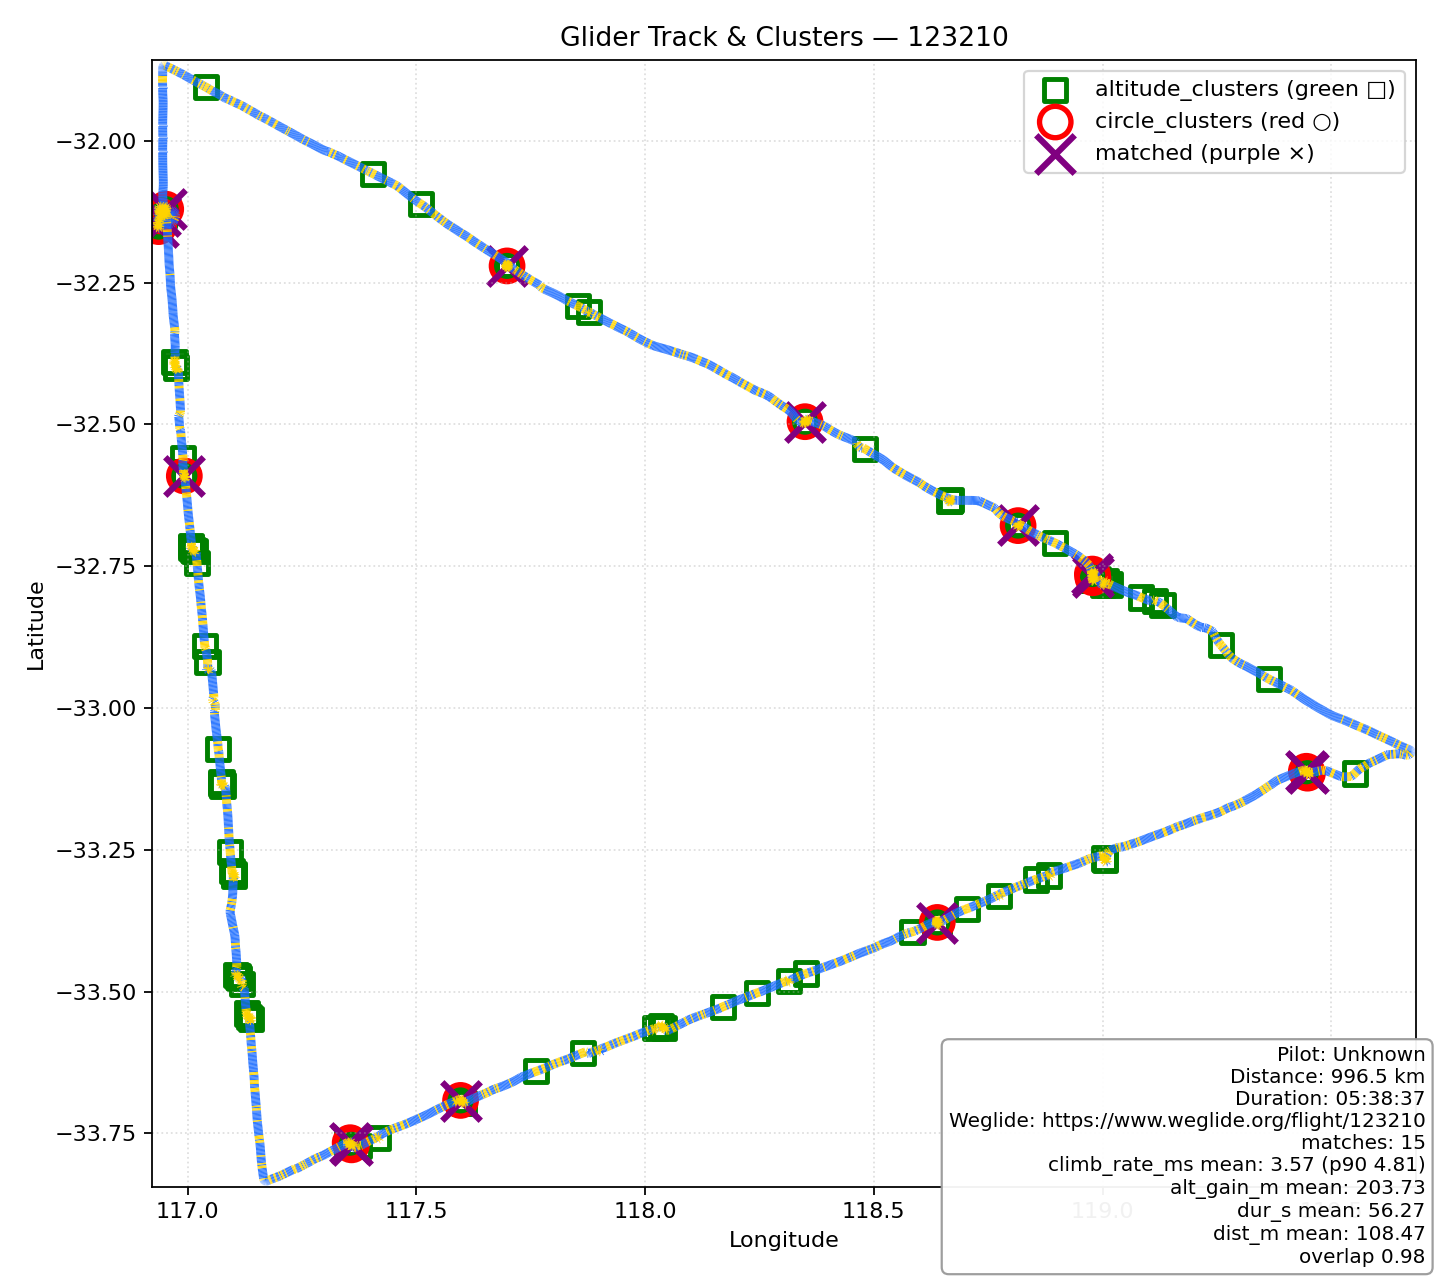 Glider Track & Clusters — 123210
altitude_clusters (green □)
circle_clusters (red ○)
matched (purple ×)
Latitude
−32.00
−32.25
−32.50
−32.75
−33.00
−33.25
−33.50
−33.75
117.0
117.5
118.0
118.5
119.0
Longitude
Pilot: Unknown
Distance: 996.5 km
Duration: 05:38:37
Weglide: https://www.weglide.org/flight/123210
matches: 15
climb_rate_ms mean: 3.57 (p90 4.81)
alt_gain_m mean: 203.73
dur_s mean: 56.27
dist_m mean: 108.47
overlap 0.98